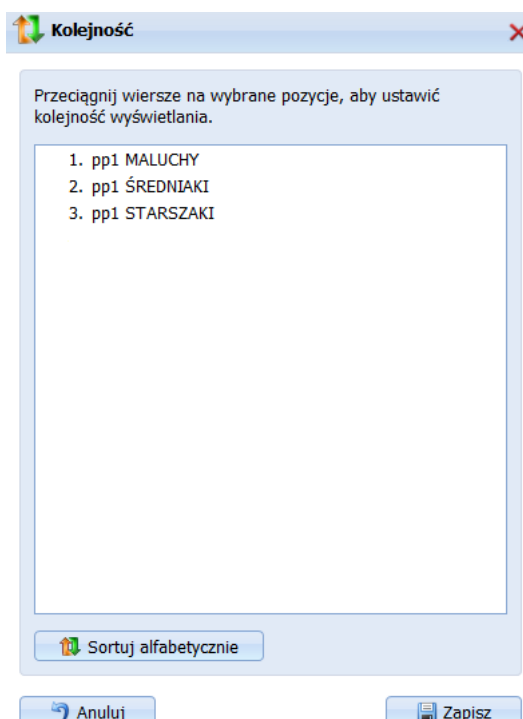 Kolejność
Przeciągnij wiersze na wybrane pozycje, aby ustawić
kolejność wyświetlania.
1. pp1 MALUCHY
2. pp1 ŚREDNIAKI
3. pp1 STARSZAKI
Sortuj alfabetycznie
Anuluj
Zapisz